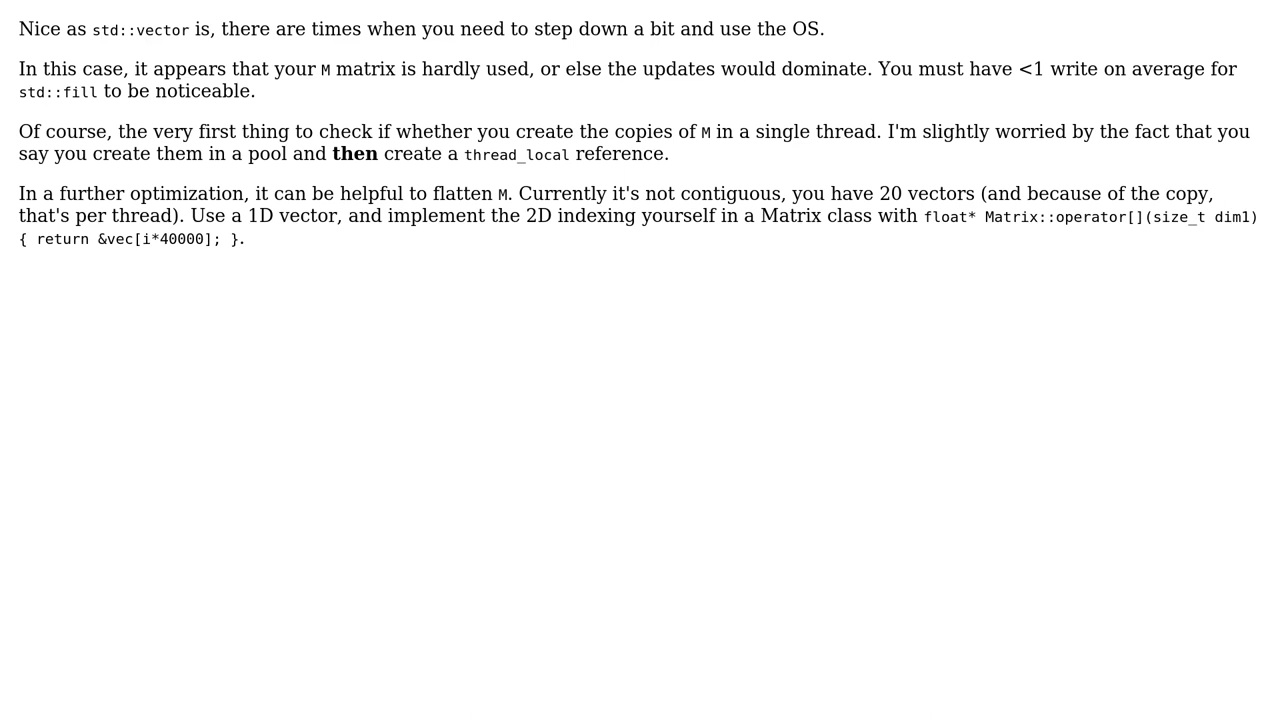 Nice as std::vector is, there are times when you need to step down a bit and use the OS.
In this case, it appears that your M matrix is hardly used, or else the updates would dominate. You must have <1 write on average for
std::fill to be noticeable.
Of course, the very first thing to check if whether you create the copies of M in a single thread. I'm slightly worried by the fact that you
say you create them in a pool and then create a thread_local reference.
In a further optimization, it can be helpful to flatten M. Currently it's not contiguous, you have 20 vectors (and because of the copy,
that's per thread). Use a 1D vector, and implement the 2D indexing yourself in a Matrix class with float* Matrix::operator[](size_t dim1)
{ return &vec[i*40000]; }.